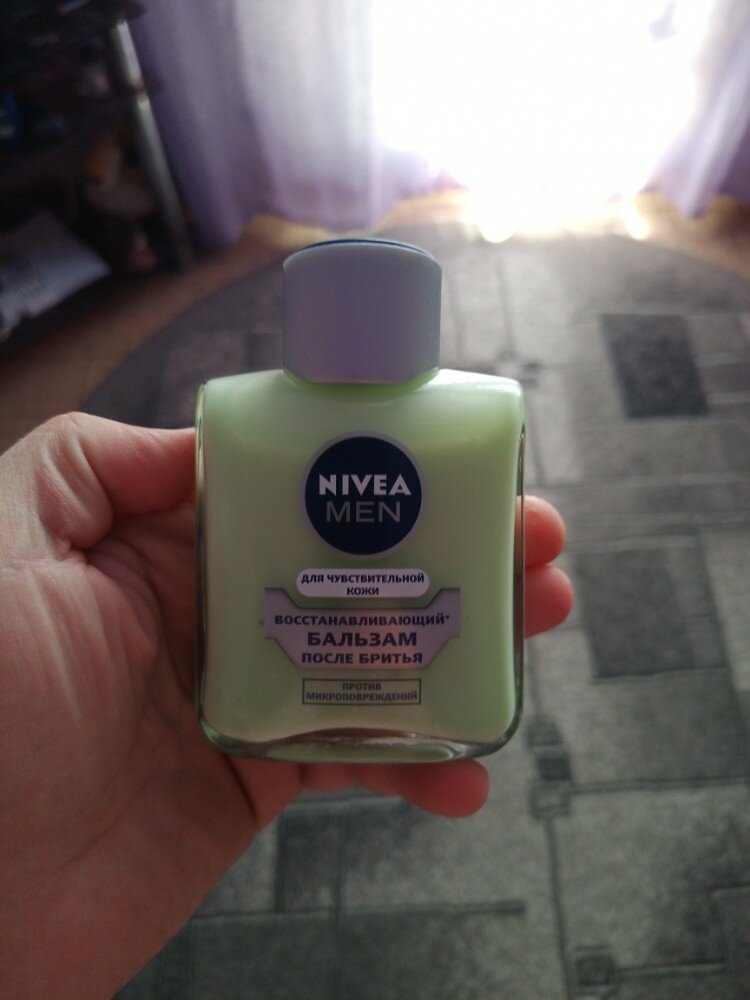 NIVEA
MEN
ДЛЯ ЧУВСТВИТЕЛЬНОЙ
КОЖИ
ВОССТАНАВЛИВАЮЩИЙ*
БАЛЬЗАМ
ПОСЛЕ БРИТЬЯ
ПРОТИВ
МИКРОПОВРЕЖДЕНИЙ